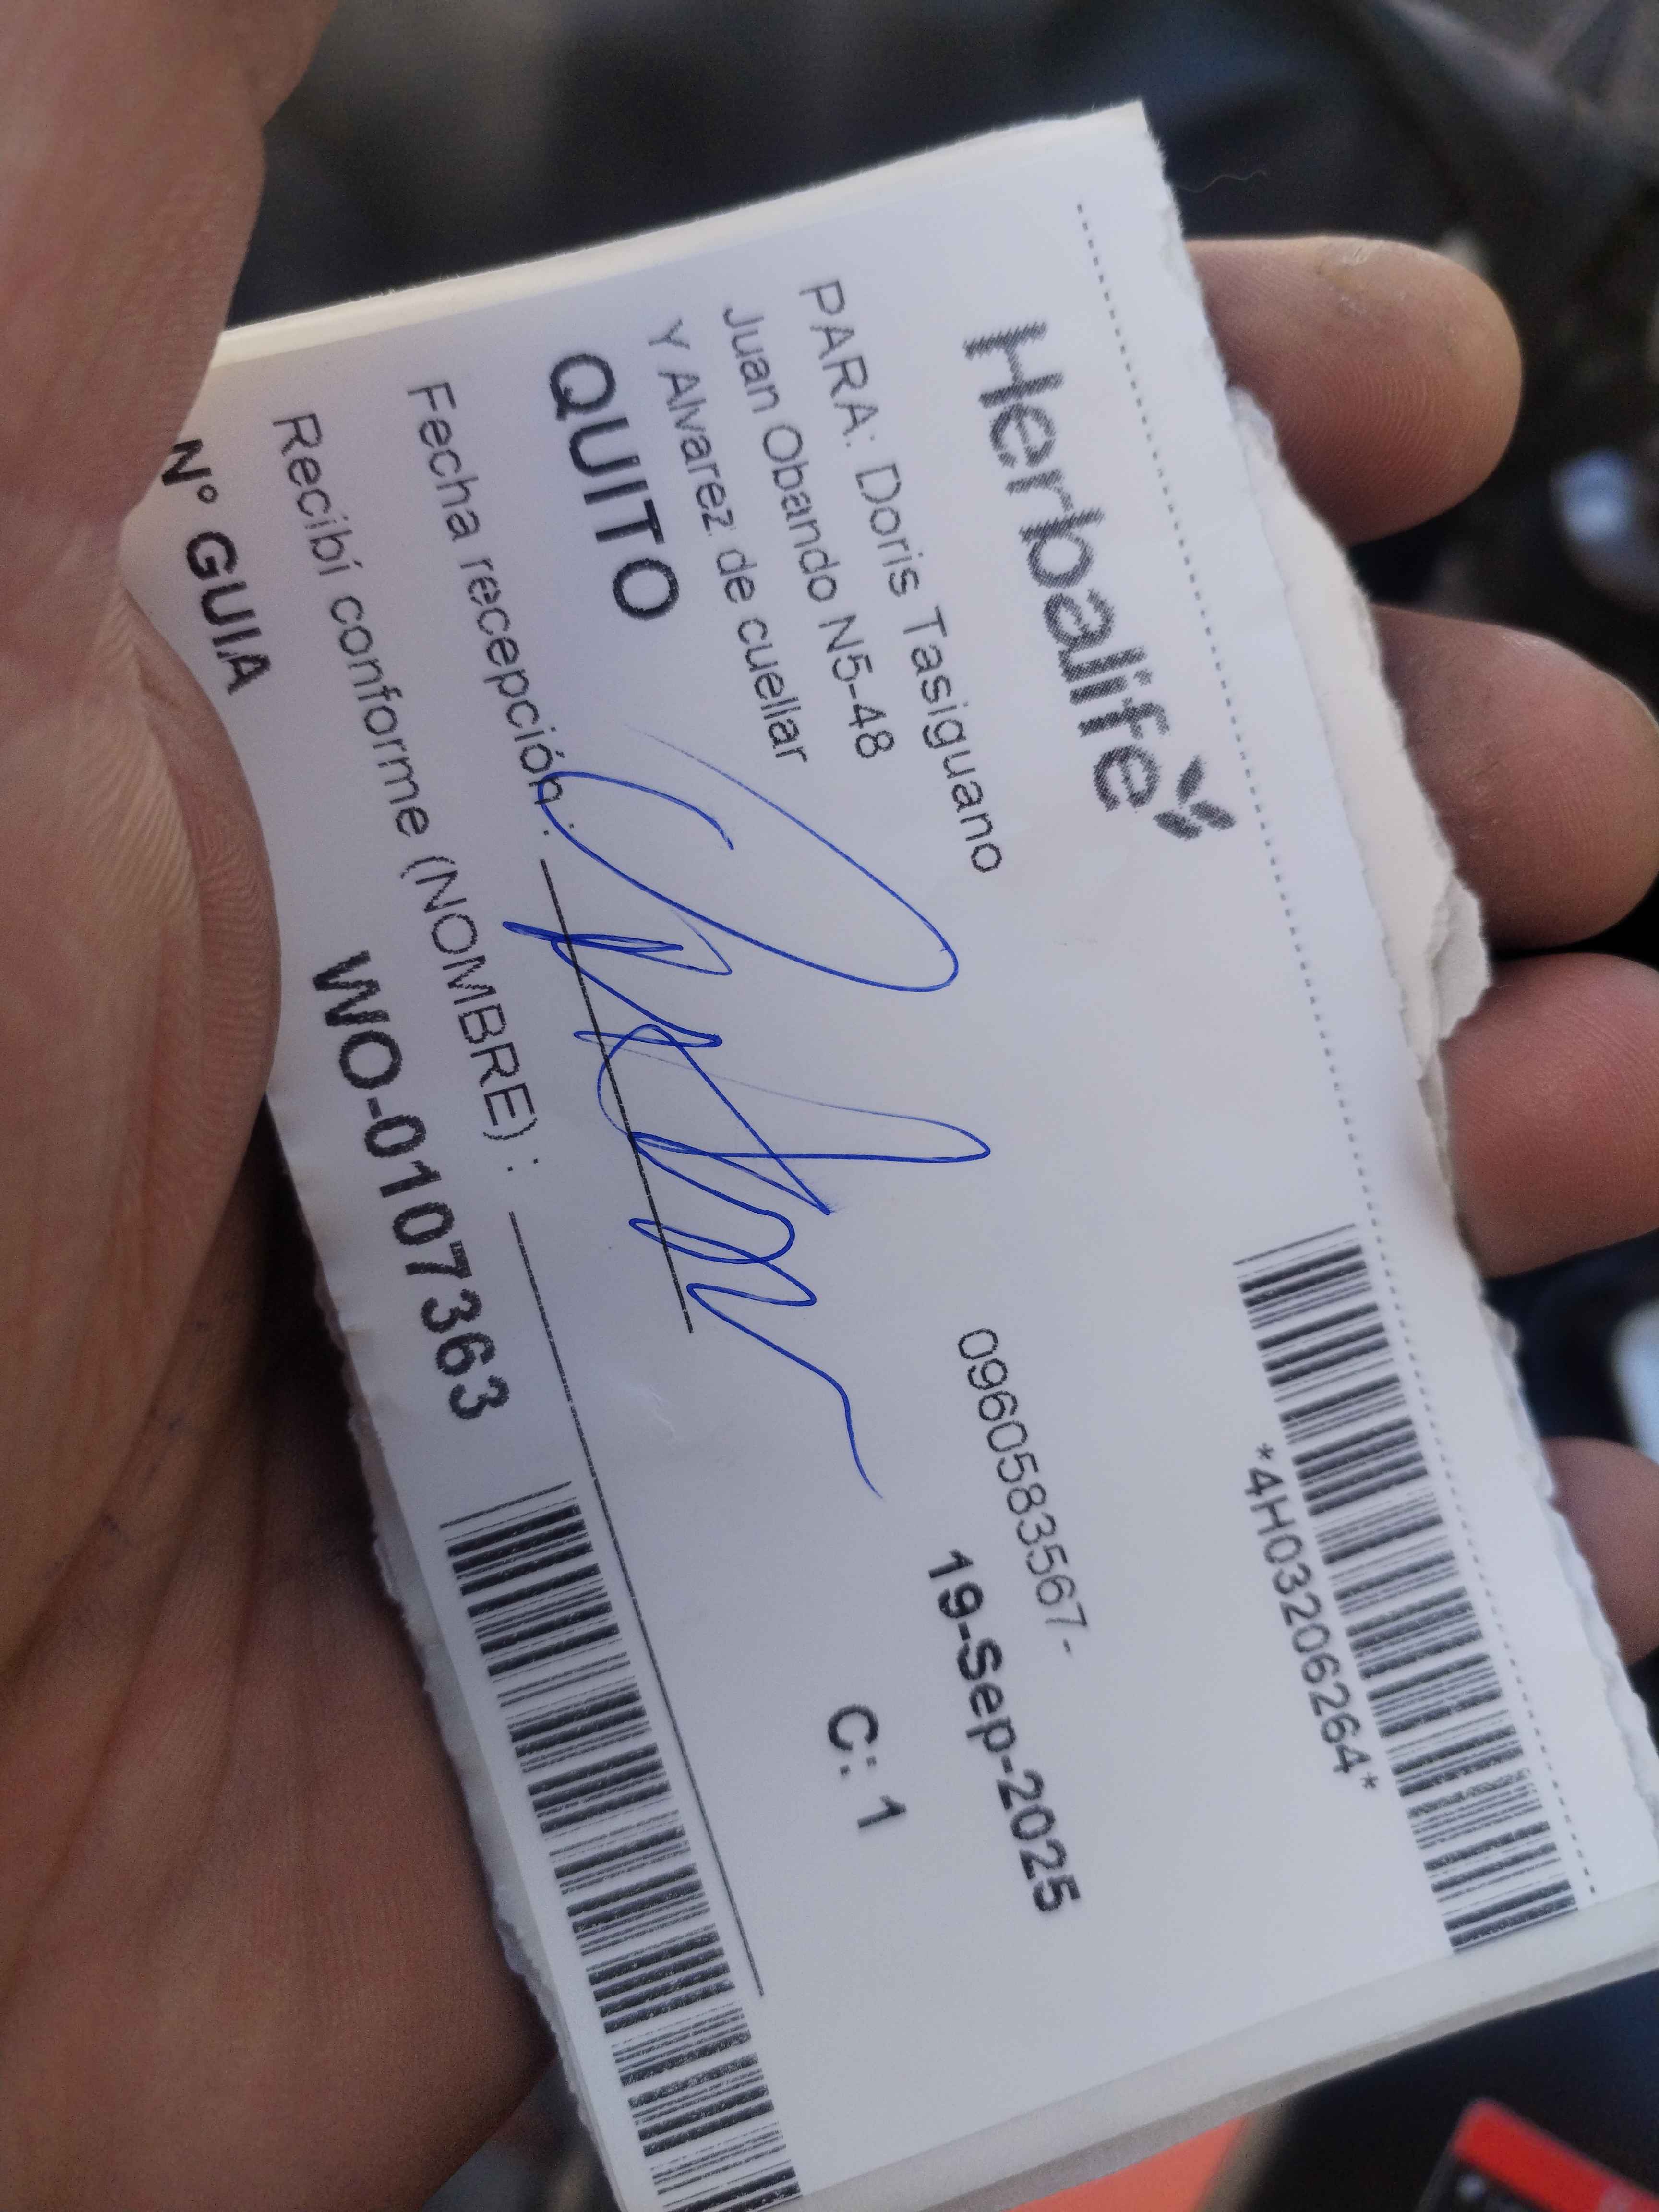 *4H03206264*
Herbalife
PARA: Doris Tasiguano
0960583567-
Juan Obando N5-48
19-Sep-2025
Y Alvarez de cuellar
QUITO
C: 1
Fecha recepción :
Recibí conforme (NOMBRE) :
N° GUIA WO-0107363